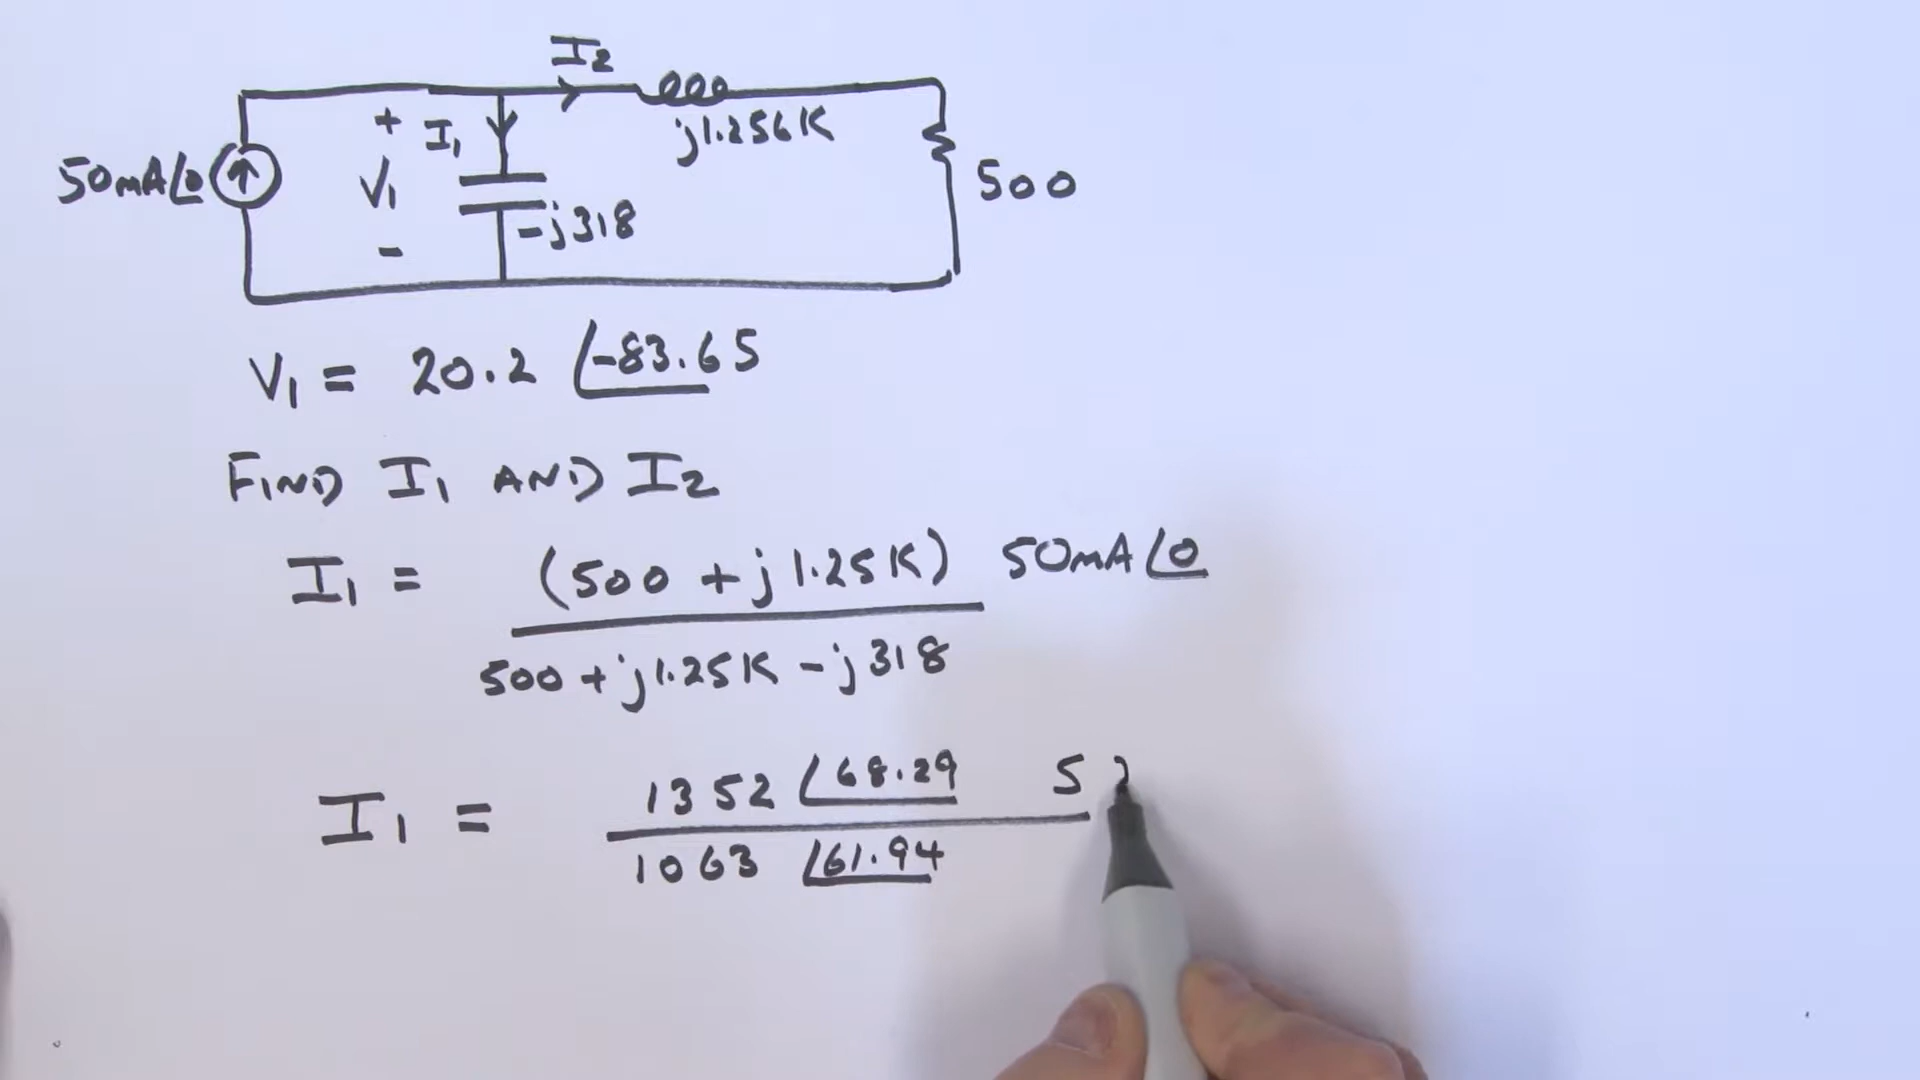 I2
+ I1 j1.256K
50mA∠0 V1 500
- -j318
V1 = 20.2 ∠-83.65
FIND I1 AND I2
I1 = (500 + j1.25K) 50mA∠0
500 + j1.25K - j318
I1 = 1352 ∠68.29 5
1063 ∠61.94